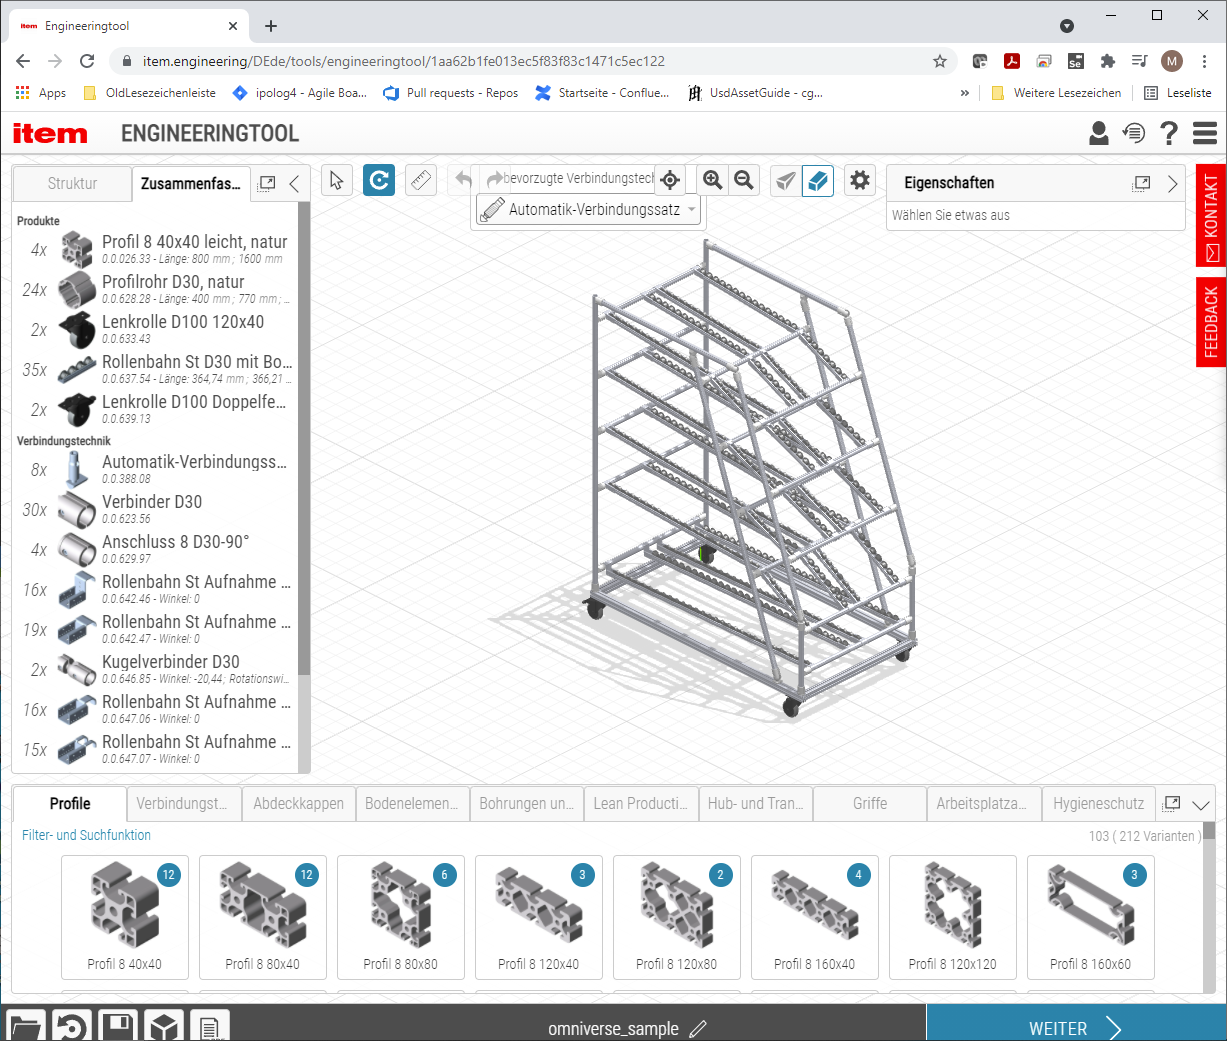 item Engineeringtool
item.engineering/DEde/tools/engineeringtool/1aa62b1fe013ec5f83f83c1471c5ec122
Se
M
Apps OldLesezeichenleiste ipolog4 - Agile Boa... Pull requests - Repos Startseite - Conflue... UsdAssetGuide - cg... » Weitere Lesezeichen Leseliste
item ENGINEERINGTOOL
Struktur Zusammenfas...
bevorzugte Verbindungstech
Automatik-Verbindungssatz
Eigenschaften
Wählen Sie etwas aus
KONTAKT
FEEDBACK
Produkte
4x Profil 8 40x40 leicht, natur
0.0.026.33 - Länge: 800 mm ; 1600 mm
24x Profilrohr D30, natur
0.0.628.28 - Länge: 400 mm ; 770 mm ; ...
2x Lenkrolle D100 120x40
0.0.633.43
35x Rollenbahn St D30 mit Bo...
0.0.637.54 - Länge: 364,74 mm ; 366,21 ...
2x Lenkrolle D100 Doppelfe...
0.0.639.13
Verbindungstechnik
8x Automatik-Verbindungss...
0.0.388.08
30x Verbinder D30
0.0.623.56
4x Anschluss 8 D30-90°
0.0.629.97
16x Rollenbahn St Aufnahme ...
0.0.642.46 - Winkel: 0
19x Rollenbahn St Aufnahme ...
0.0.642.47 - Winkel: 0
2x Kugelverbinder D30
0.0.646.85 - Winkel: -20,44 ; Rotationswi...
16x Rollenbahn St Aufnahme ...
0.0.647.06 - Winkel: 0
15x Rollenbahn St Aufnahme ...
0.0.647.07 - Winkel: 0
Profile Verbindungst... Abdeckkappen Bodenelemen... Bohrungen un... Lean Producti... Hub- und Tran... Griffe Arbeitsplatza... Hygieneschutz
Filter- und Suchfunktion
103 ( 212 Varianten )
12 12 6 3 2 4 3
Profil 8 40x40 Profil 8 80x40 Profil 8 80x80 Profil 8 120x40 Profil 8 120x80 Profil 8 160x40 Profil 8 120x120 Profil 8 160x60
omniverse_sample
WEITER